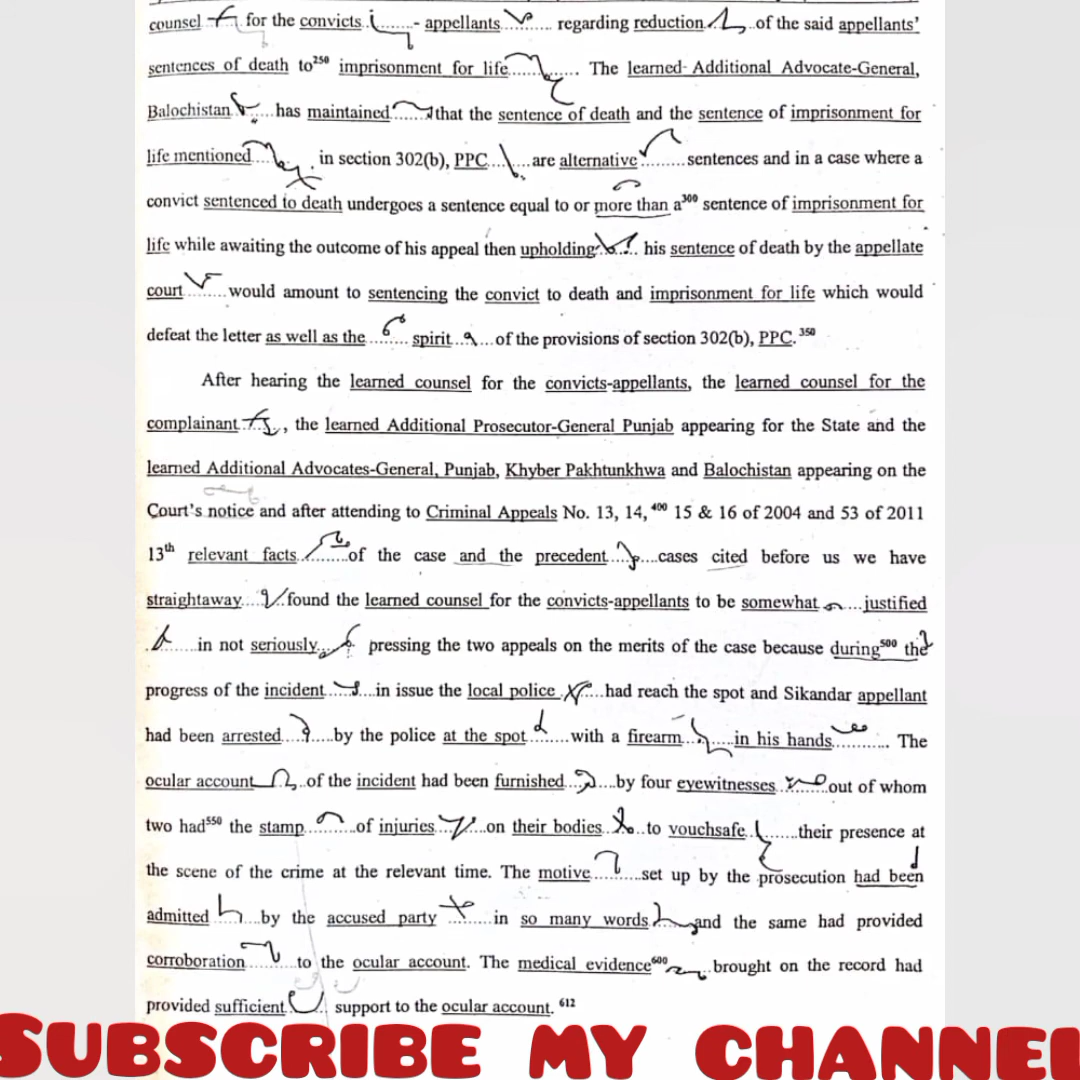 counsel for the convicts........- appellants........ regarding reduction.......of the said appellants'
sentences of death to²⁵⁰ imprisonment for life............. The learned- Additional Advocate-General,
Balochistan...... has maintained........that the sentence of death and the sentence of imprisonment for
life mentioned........ in section 302(b), PPC.......are alternative..........sentences and in a case where a
convict sentenced to death undergoes a sentence equal to or more than a³⁰⁰ sentence of imprisonment for
life while awaiting the outcome of his appeal then upholding........ his sentence of death by the appellate
court........would amount to sentencing the convict to death and imprisonment for life which would
defeat the letter as well as the........ spirit......of the provisions of section 302(b), PPC.³⁵⁰
After hearing the learned counsel for the convicts-appellants, the learned counsel for the
complainant......., the learned Additional Prosecutor-General Punjab appearing for the State and the
learned Additional Advocates-General, Punjab, Khyber Pakhtunkhwa and Balochistan appearing on the
Court's notice and after attending to Criminal Appeals No. 13, 14,⁴⁰⁰ 15 & 16 of 2004 and 53 of 2011
13th relevant facts..........of the case and the precedent........cases cited before us we have
straightaway.......found the learned counsel for the convicts-appellants to be somewhat.......justified
........in not seriously....... pressing the two appeals on the merits of the case because during⁵⁰⁰ the
progress of the incident........in issue the local police.......had reach the spot and Sikandar appellant
had been arrested........by the police at the spot........with a firearm........in his hands........... The
ocular account.......of the incident had been furnished.......by four eyewitnesses........out of whom
two had⁵⁵⁰ the stamp........of injuries........on their bodies.......to vouchsafe.........their presence at
the scene of the crime at the relevant time. The motive.........set up by the prosecution had been
admitted.......by the accused party........ in so many words.......and the same had provided
corroboration........ to the ocular account. The medical evidence⁶⁰⁰.......brought on the record had
provided sufficient........ support to the ocular account. ⁶¹²
SUBSCRIBE MY CHANNEL